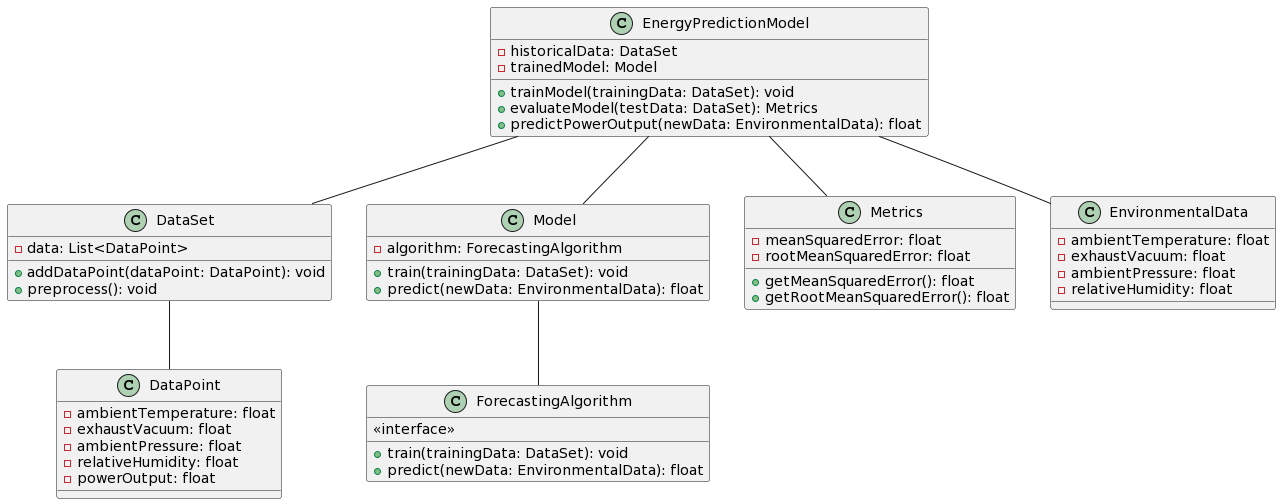 C EnergyPredictionModel
historicalData: DataSet
trainedModel: Model
trainModel(trainingData: DataSet): void
evaluateModel(testData: DataSet): Metrics
predictPowerOutput(newData: EnvironmentalData): float
C DataSet
data: List<DataPoint>
addDataPoint(dataPoint: DataPoint): void
preprocess(): void
C Model
algorithm: ForecastingAlgorithm
train(trainingData: DataSet): void
predict(newData: EnvironmentalData): float
C Metrics
meanSquaredError: float
rootMeanSquaredError: float
getMeanSquaredError(): float
getRootMeanSquaredError(): float
C EnvironmentalData
ambientTemperature: float
exhaustVacuum: float
ambientPressure: float
relativeHumidity: float
C DataPoint
ambientTemperature: float
exhaustVacuum: float
ambientPressure: float
relativeHumidity: float
powerOutput: float
C ForecastingAlgorithm
«interface»
train(trainingData: DataSet): void
predict(newData: EnvironmentalData): float